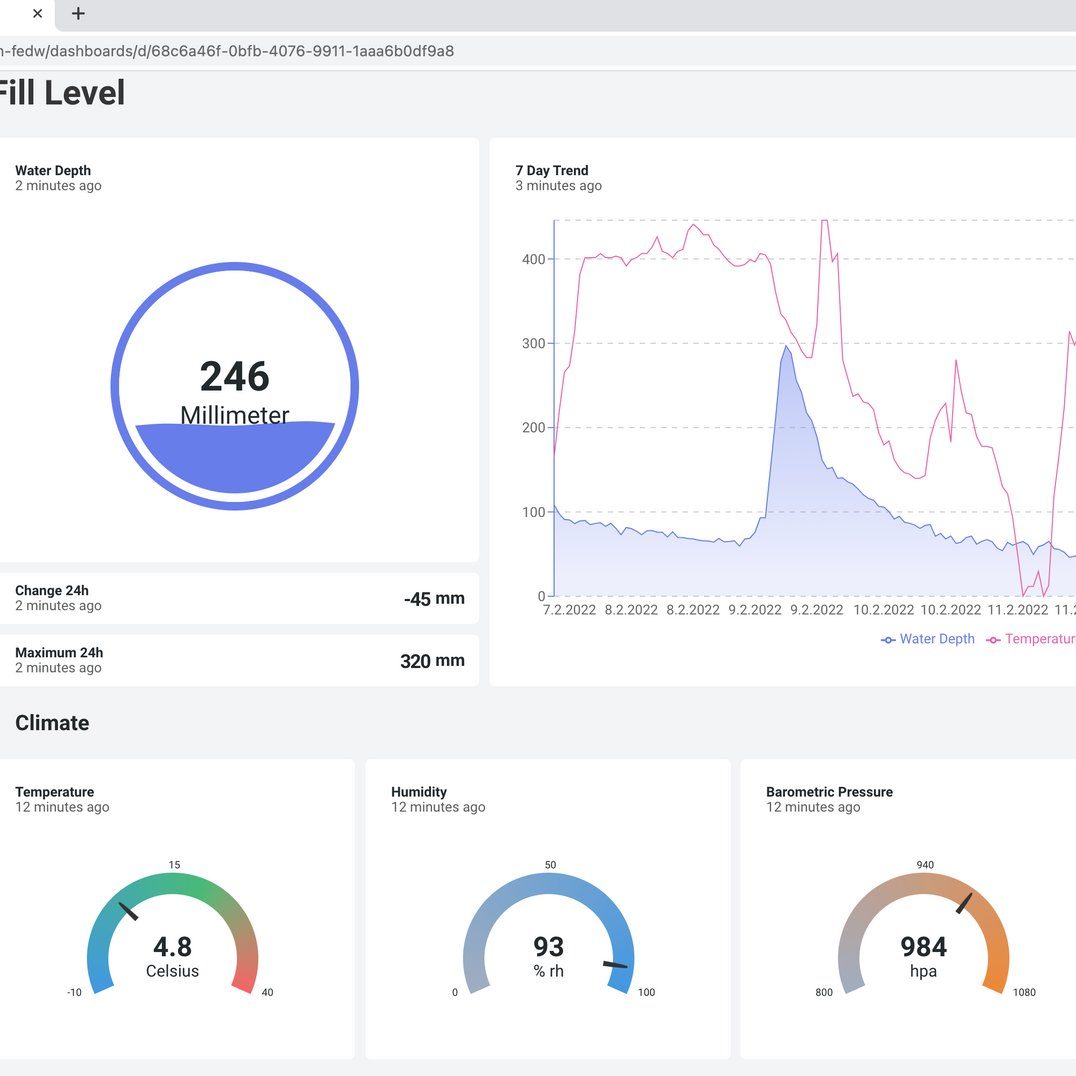 n-fedw/dashboards/d/68c6a46f-0bfb-4076-9911-1aaa6b0df9a8
Fill Level
Water Depth
2 minutes ago
246
Millimeter
Change 24h
2 minutes ago
-45 mm
Maximum 24h
2 minutes ago
320 mm
7 Day Trend
3 minutes ago
400
300
200
100
0
7.2.2022 8.2.2022 8.2.2022 9.2.2022 9.2.2022 10.2.2022 10.2.2022 11.2.2022 11.2
Water Depth Temperatur
Climate
Temperature
12 minutes ago
15
4.8
Celsius
-10 40
Humidity
12 minutes ago
50
93
% rh
0 100
Barometric Pressure
12 minutes ago
940
984
hpa
800 1080